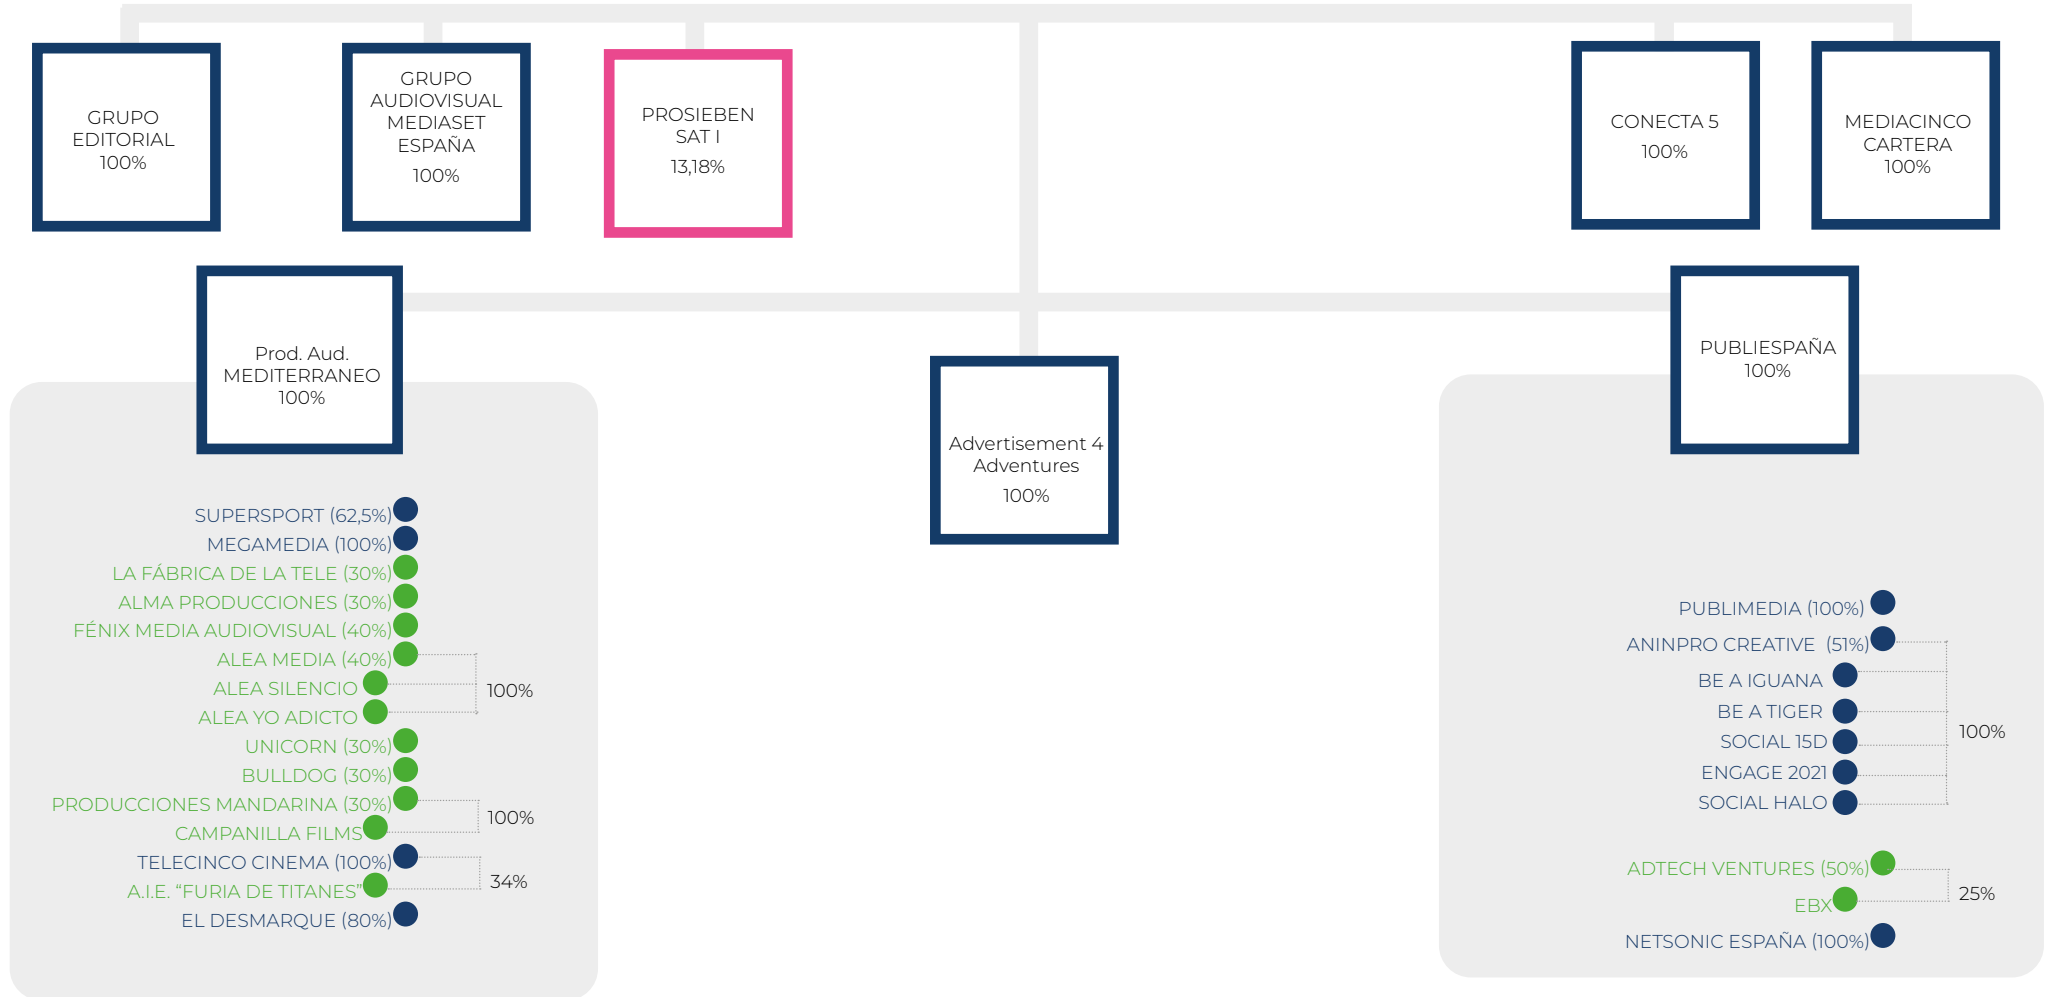 GRUPO
EDITORIAL
100%
GRUPO
AUDIOVISUAL
MEDIASET
ESPAÑA
100%
PROSIEBEN
SAT I
13,18%
CONECTA 5
100%
MEDIACINCO
CARTERA
100%
Prod. Aud.
MEDITERRANEO
100%
Advertisement 4
Adventures
100%
PUBLIESPAÑA
100%
SUPERSPORT (62,5%)
MEGAMEDIA (100%)
LA FÁBRICA DE LA TELE (30%)
ALMA PRODUCCIONES (30%)
FÉNIX MEDIA AUDIOVISUAL (40%)
ALEA MEDIA (40%)
ALEA SILENCIO
100%
ALEA YO ADICTO
UNICORN (30%)
BULLDOG (30%)
PRODUCCIONES MANDARINA (30%)
100%
CAMPANILLA FILMS
TELECINCO CINEMA (100%)
34%
A.I.E. “FURIA DE TITANES”
EL DESMARQUE (80%)
PUBLIMEDIA (100%)
ANINPRO CREATIVE (51%)
BE A IGUANA
BE A TIGER
100%
SOCIAL 15D
ENGAGE 2021
SOCIAL HALO
ADTECH VENTURES (50%)
25%
EBX
NETSONIC ESPAÑA (100%)